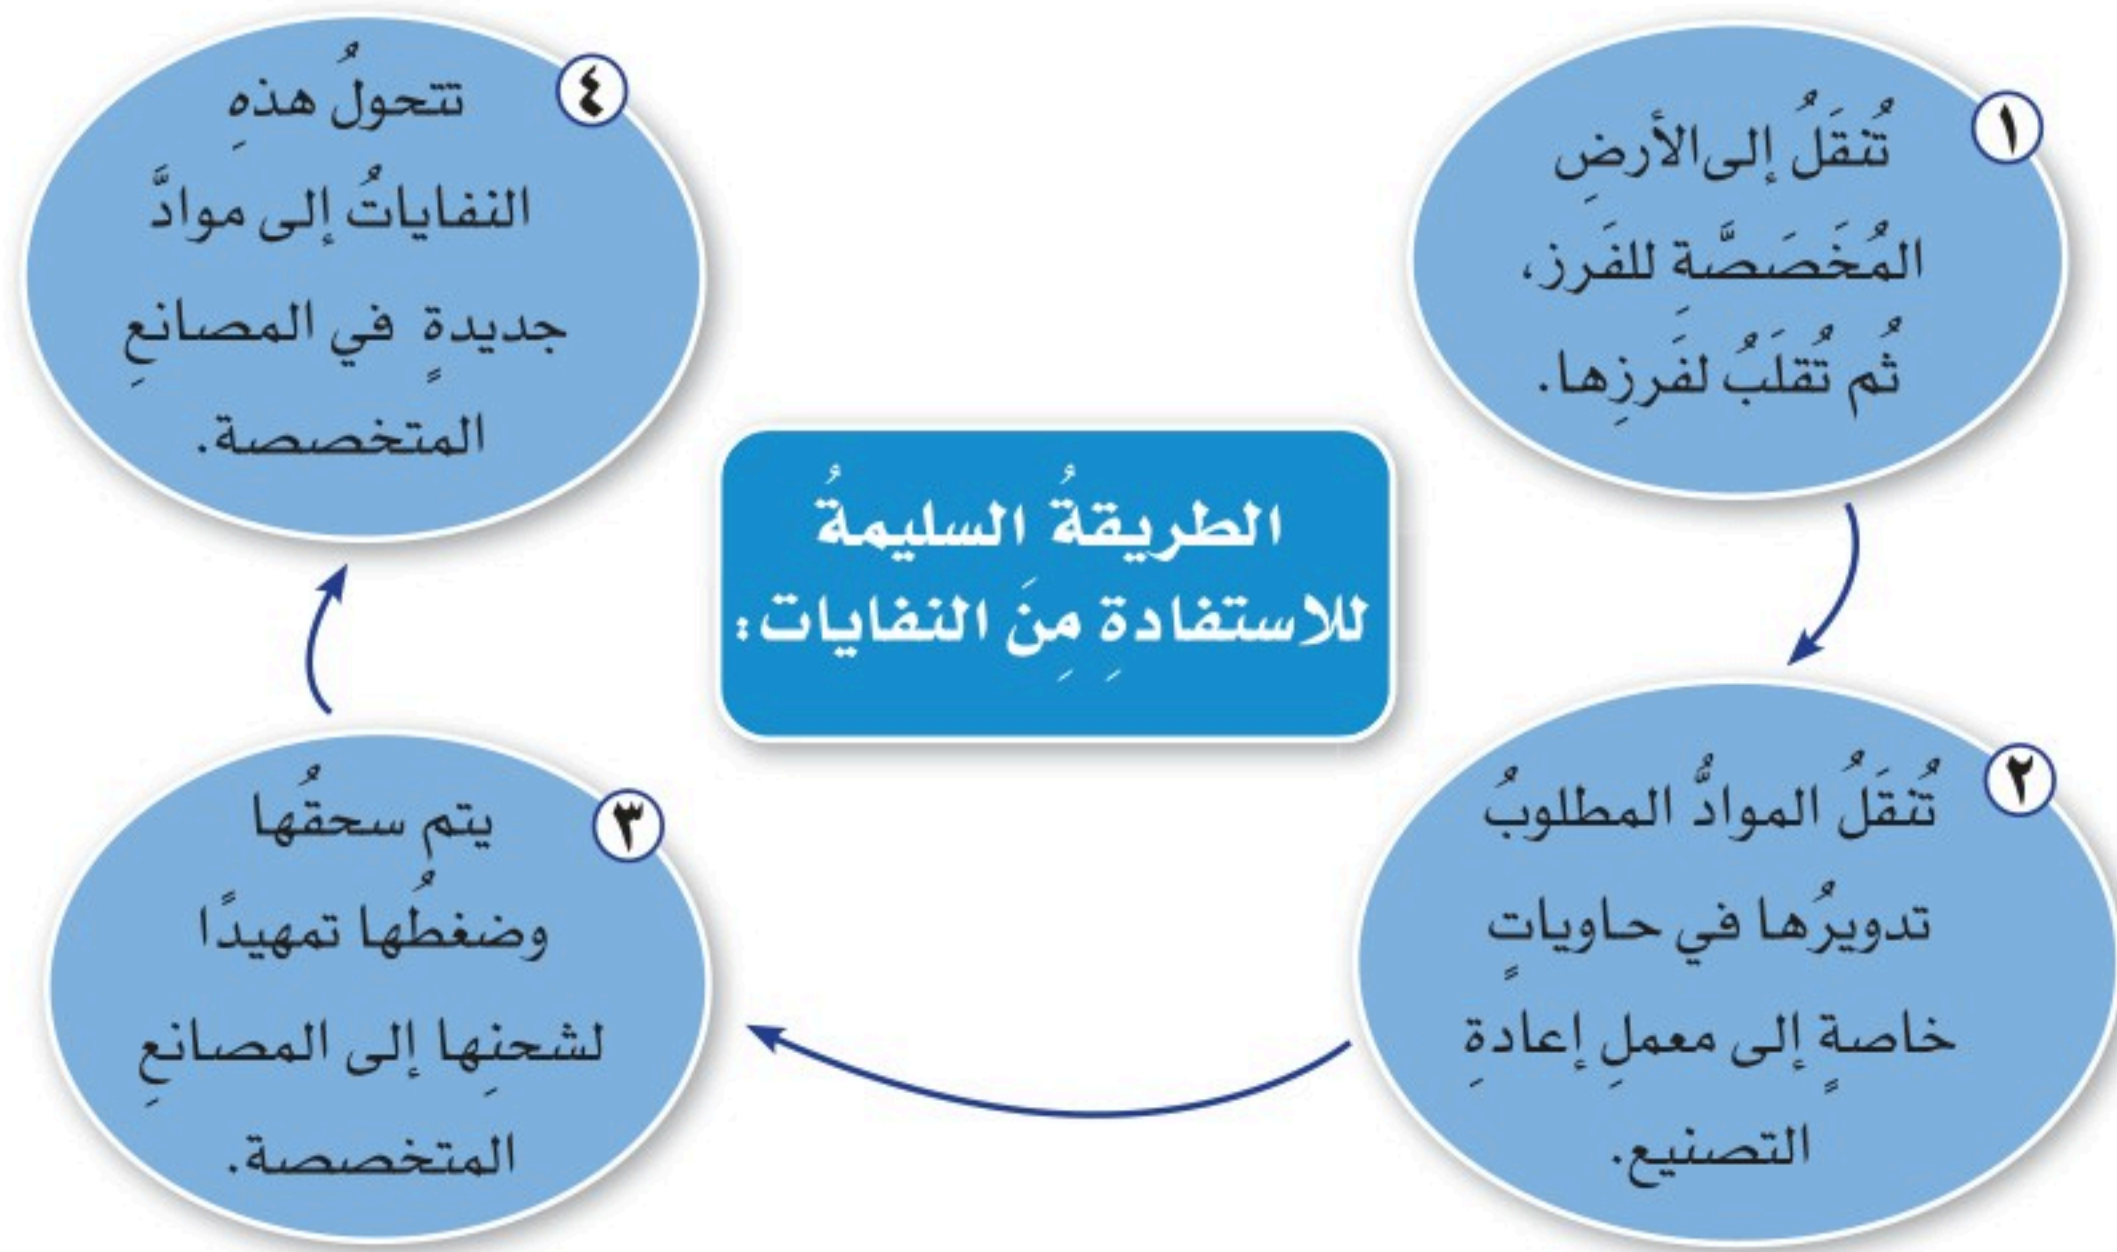 الطريقةُ السليمةُ
للاستفادةِ مِنَ النفايات:
١
تُنقَلُ إلى الأرضِ
المُخَصَصَّةِ للفَرز،
ثُم تُقلَبُ لفَرزِها.
٢
تُنقَلُ الموادُّ المطلوبُ
تدويرُها في حاوياتٍ
خاصةٍ إلى معملِ إعادةِ
التصنيع.
٣
يتم سحقُها
وضغطُها تمهيدًا
لشحنِها إلى المصانعِ
المتخصصة.
٤
تتحولُ هذهِ
النفاياتُ إلى موادَّ
جديدةٍ في المصانعِ
المتخصصة.